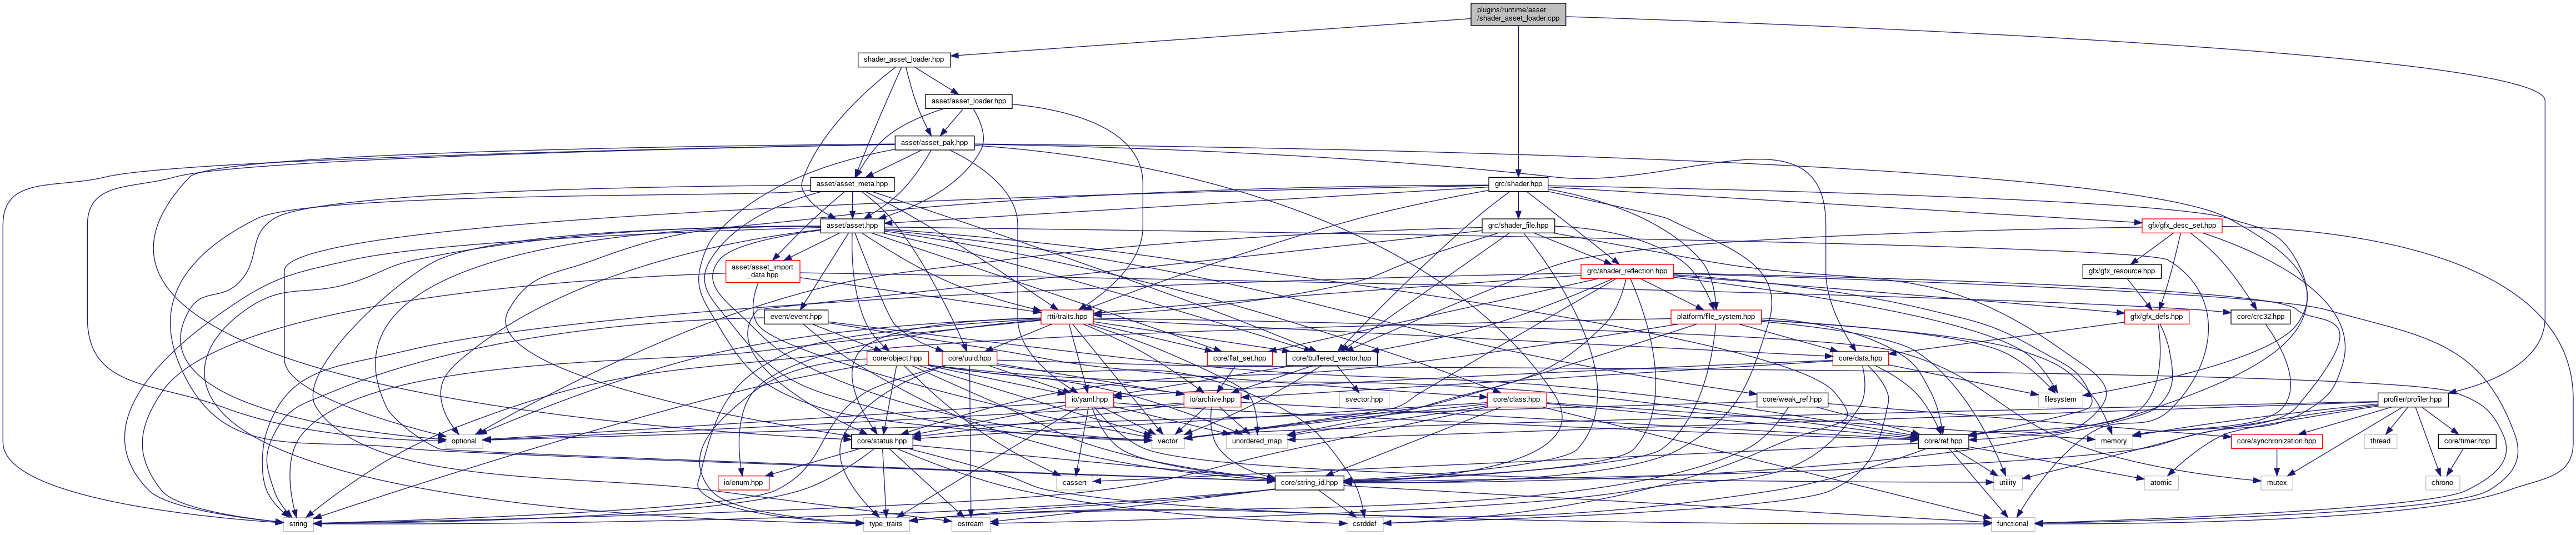 plugins/runtime/asset
/shader_asset_loader.cpp
shader_asset_loader.hpp
asset/asset_loader.hpp
asset/asset_pak.hpp
asset/asset_meta.hpp
grc/shader.hpp
asset/asset.hpp
grc/shader_file.hpp
gfx/gfx_desc_set.hpp
asset/asset_import
_data.hpp
grc/shader_reflection.hpp
gfx/gfx_resource.hpp
event/event.hpp
rtti/traits.hpp
platform/file_system.hpp
gfx/gfx_defs.hpp
core/crc32.hpp
core/object.hpp
core/uuid.hpp
core/flat_set.hpp
core/buffered_vector.hpp
core/data.hpp
io/yaml.hpp
io/archive.hpp
svector.hpp
core/class.hpp
core/weak_ref.hpp
filesystem
profiler/profiler.hpp
optional
core/status.hpp
vector
unordered_map
core/ref.hpp
memory
core/synchronization.hpp
thread
core/timer.hpp
io/enum.hpp
cassert
core/string_id.hpp
utility
atomic
mutex
chrono
string
type_traits
ostream
cstddef
functional